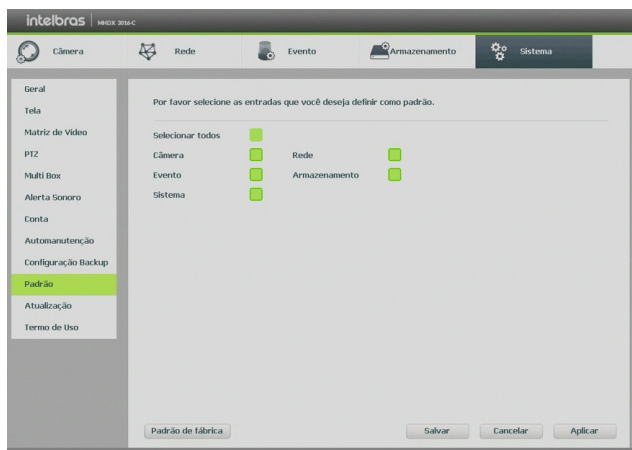 intelbras | MHDX 3016-C
Câmera Rede Evento Armazenamento Sistema
Geral
Tela
Matriz de Vídeo
PTZ
Multi Box
Alerta Sonoro
Conta
Automanutenção
Configuração Backup
Padrão
Atualização
Termo de Uso
Por favor selecione as entradas que você deseja definir como padrão.
Selecionar todos
Câmera Rede
Evento Armazenamento
Sistema
Padrão de fábrica Salvar Cancelar Aplicar